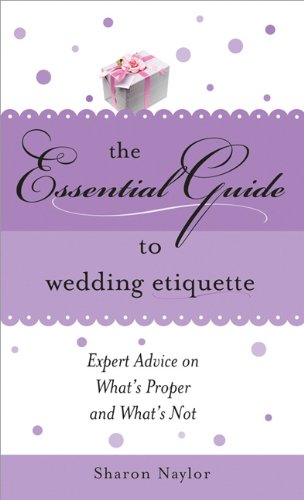 the
Essential Guide
to
wedding etiquette
Expert Advice on
What's Proper
and What's Not
Sharon Naylor